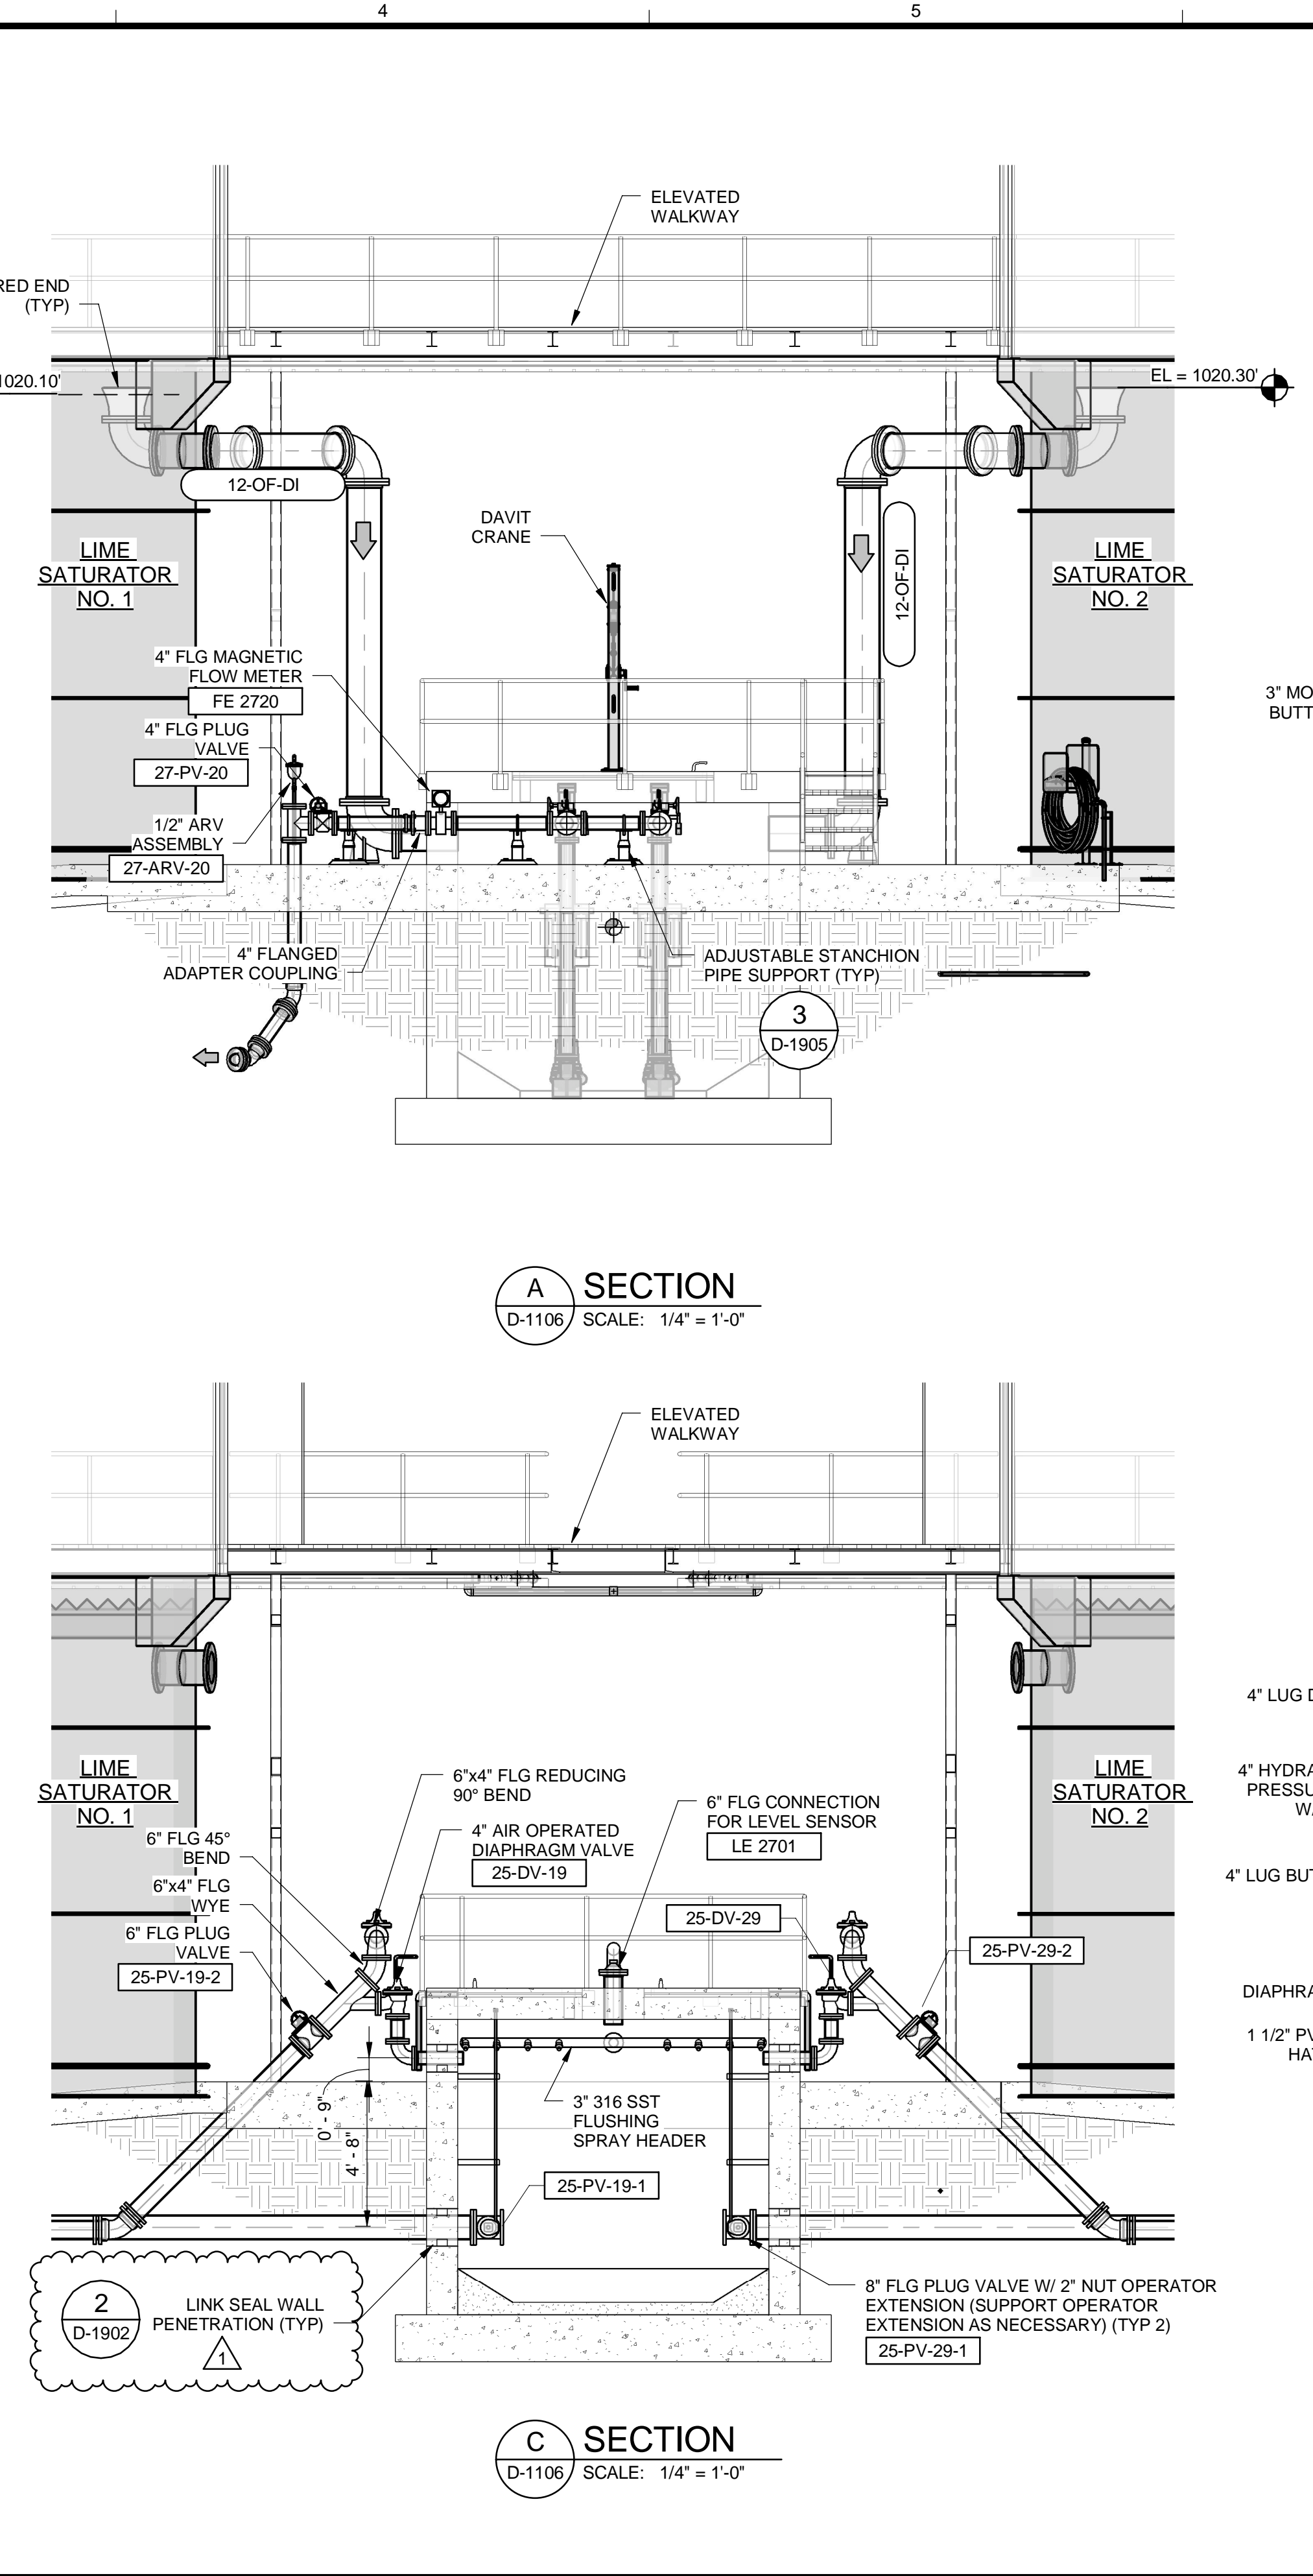 4
5
ELEVATED
WALKWAY
RED END
(TYP)
1020.10'
EL = 1020.30'
12-OF-DI
DAVIT
CRANE
12-OF-DI
LIME
SATURATOR
NO. 1
LIME
SATURATOR
NO. 2
4" FLG MAGNETIC
FLOW METER
FE 2720
4" FLG PLUG
VALVE
27-PV-20
1/2" ARV
ASSEMBLY
27-ARV-20
3" MO
BUTT
4" FLANGED
ADAPTER COUPLING
ADJUSTABLE STANCHION
PIPE SUPPORT (TYP)
3
D-1905
A
D-1106
SECTION
SCALE: 1/4" = 1'-0"
ELEVATED
WALKWAY
4" LUG D
LIME
SATURATOR
NO. 1
6"x4" FLG REDUCING
90° BEND
6" FLG CONNECTION
FOR LEVEL SENSOR
LE 2701
LIME
SATURATOR
NO. 2
4" HYDRA
PRESSU
W
6" FLG 45°
BEND
4" AIR OPERATED
DIAPHRAGM VALVE
25-DV-19
6"x4" FLG
WYE
4" LUG BUT
6" FLG PLUG
VALVE
25-PV-19-2
25-DV-29
25-PV-29-2
DIAPHRA
1 1/2" PV
HA
0' - 9"
4' - 8"
3" 316 SST
FLUSHING
SPRAY HEADER
25-PV-19-1
2
D-1902
LINK SEAL WALL
PENETRATION (TYP)
1
8" FLG PLUG VALVE W/ 2" NUT OPERATOR
EXTENSION (SUPPORT OPERATOR
EXTENSION AS NECESSARY) (TYP 2)
25-PV-29-1
C
D-1106
SECTION
SCALE: 1/4" = 1'-0"